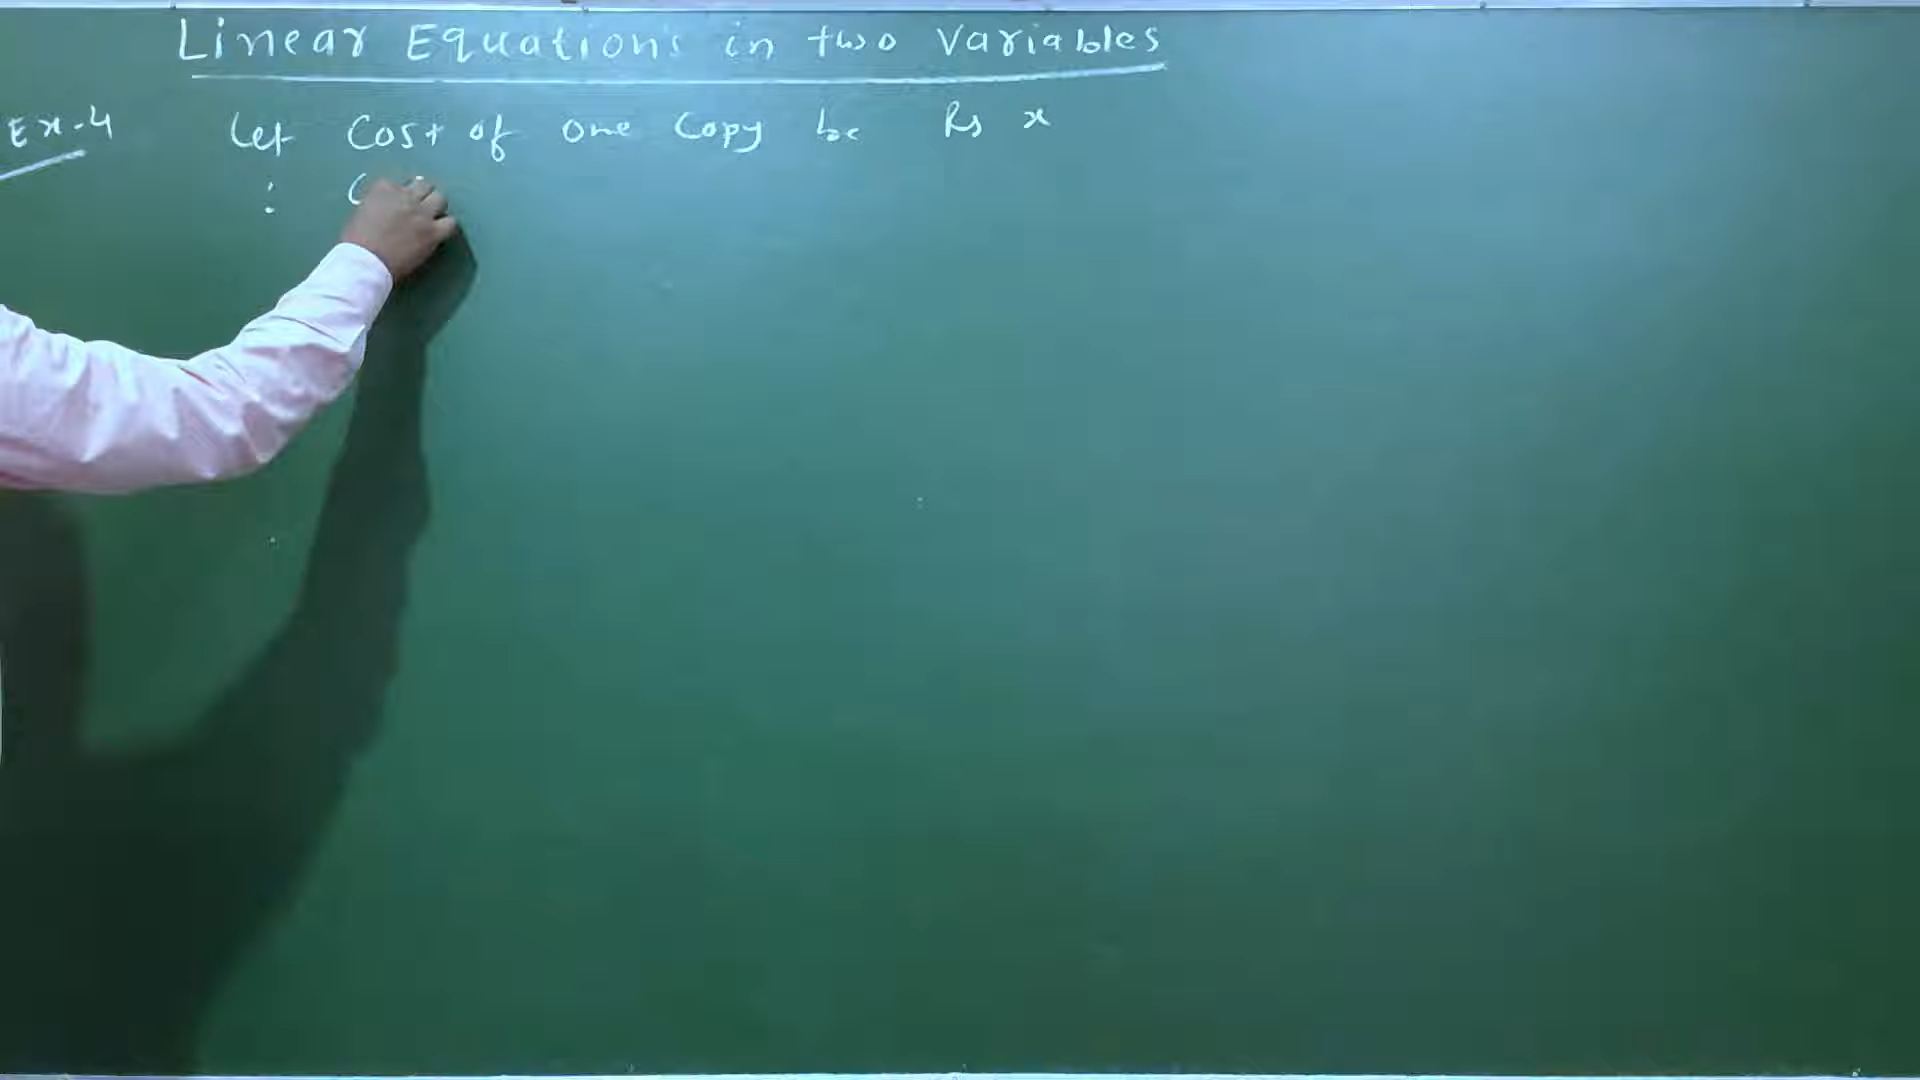 Linear Equations in two Variables
Ex-4 Let Cost of one Copy be Rs x
: